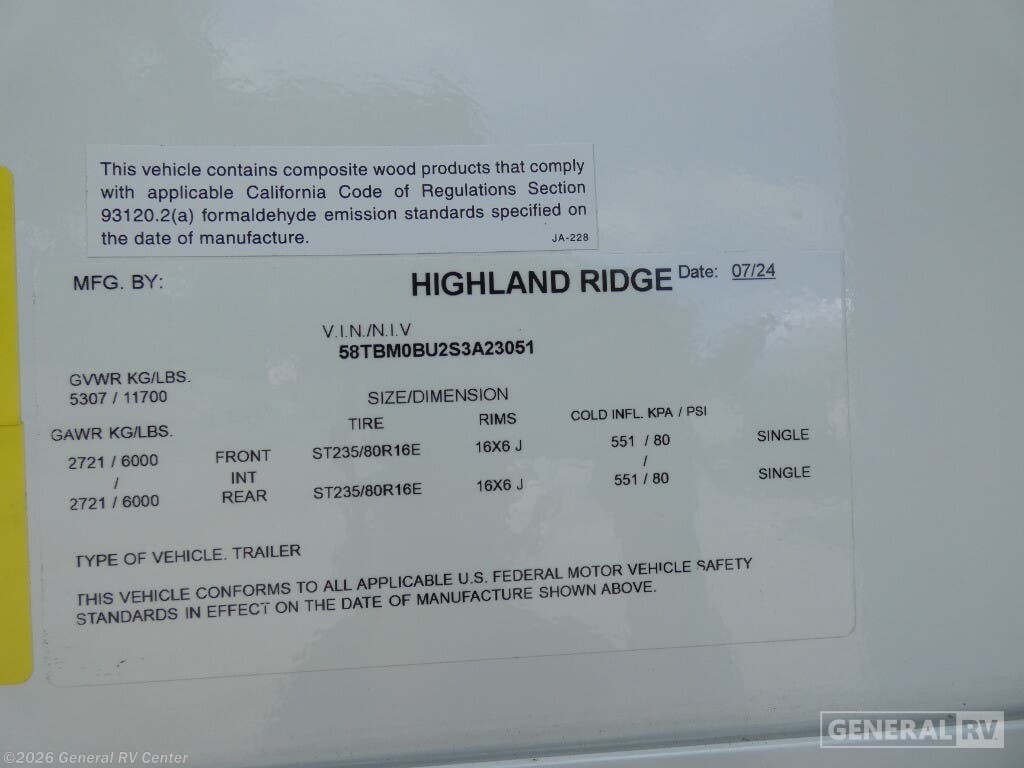 This vehicle contains composite wood products that comply
with applicable California Code of Regulations Section
93120.2(a) formaldehyde emission standards specified on
the date of manufacture. JA-228
MFG. BY: HIGHLAND RIDGE Date: 07/24
V.I.N./N.I.V
58TBM0BU2S3A23051
GVWR KG/LBS.
5307 / 11700
SIZE/DIMENSION
GAWR KG/LBS. TIRE RIMS COLD INFL. KPA / PSI
2721 / 6000 FRONT ST235/80R16E 16X6 J 551 / 80 SINGLE
/ INT /
2721 / 6000 REAR ST235/80R16E 16X6 J 551 / 80 SINGLE
TYPE OF VEHICLE. TRAILER
THIS VEHICLE CONFORMS TO ALL APPLICABLE U.S. FEDERAL MOTOR VEHICLE SAFETY
STANDARDS IN EFFECT ON THE DATE OF MANUFACTURE SHOWN ABOVE.
GENERAL RV
©2026 General RV Center